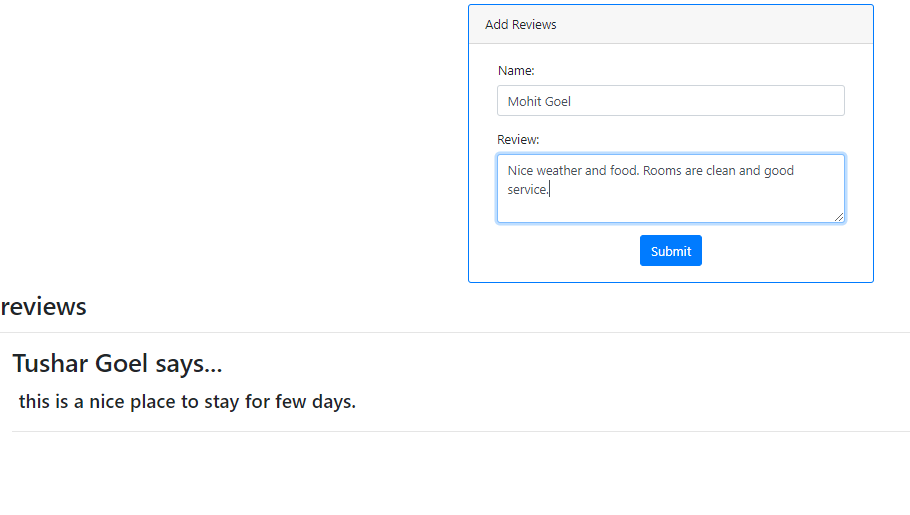 Add Reviews
Name:
Mohit Goel
Review:
Nice weather and food. Rooms are clean and good
service.
Submit
reviews
Tushar Goel says...
this is a nice place to stay for few days.